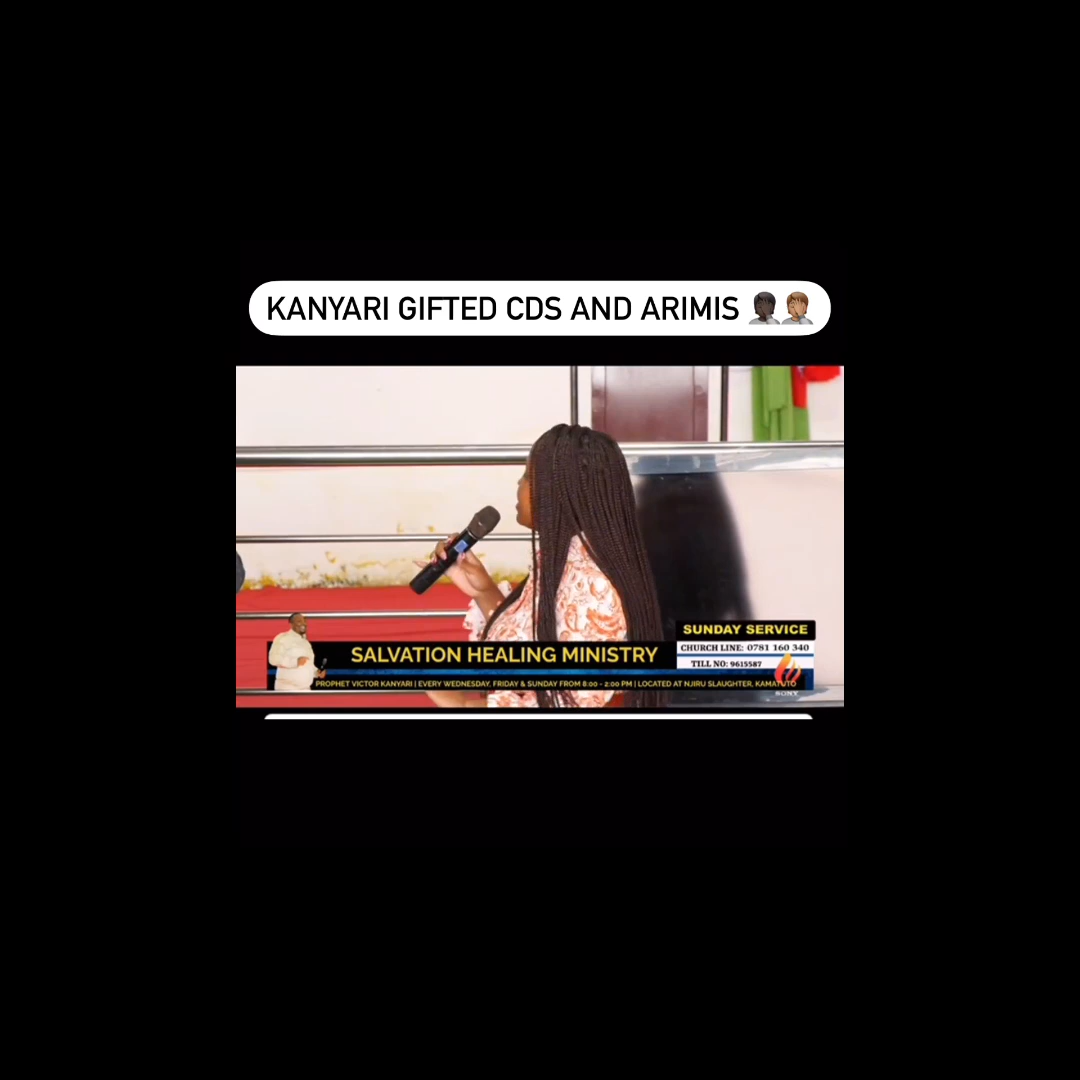 KANYARI GIFTED CDS AND ARIMIS 🤦🏿🤦🏽
SUNDAY SERVICE
SALVATION HEALING MINISTRY
CHURCH LINE: 0781 160 340
TILL NO: 9615587
PROPHET VICTOR KANYARI | EVERY WEDNESDAY, FRIDAY & SUNDAY FROM 8:00 - 2:00 PM | LOCATED AT NJIRU SLAUGHTER, KAMATUTO
SONY